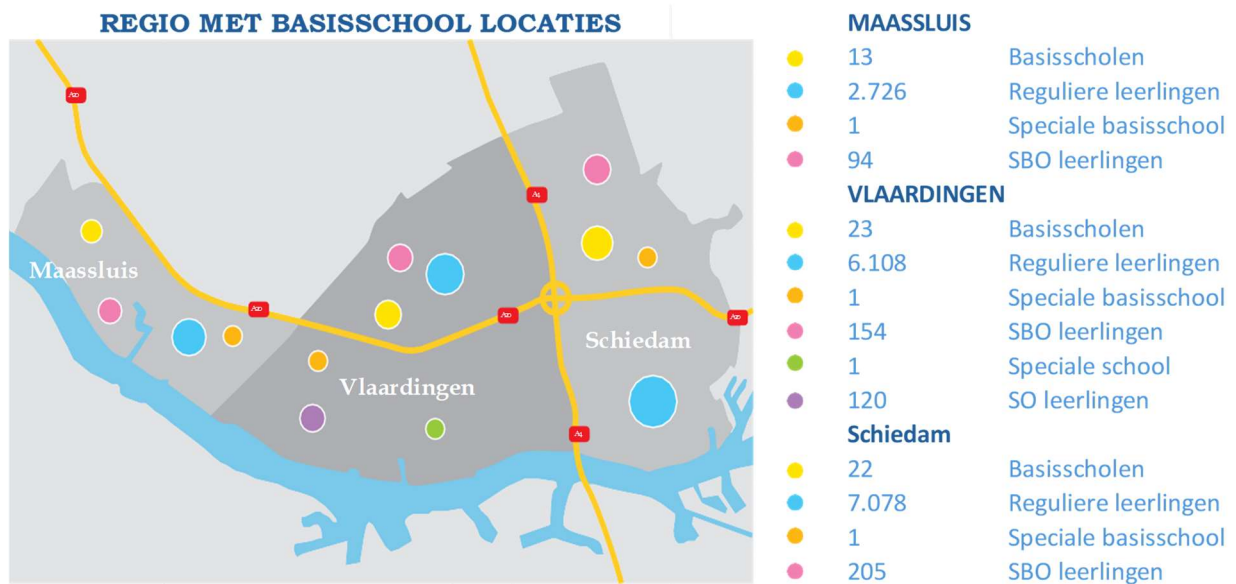 REGIO MET BASISSCHOOL LOCATIES
A20
Maassluis
A20
A4
A20
A20
Schiedam
Vlaardingen
A4
MAASSLUIS
13 Basisscholen
2.726 Reguliere leerlingen
1 Speciale basisschool
94 SBO leerlingen
VLAARDINGEN
23 Basisscholen
6.108 Reguliere leerlingen
1 Speciale basisschool
154 SBO leerlingen
1 Speciale school
120 SO leerlingen
Schiedam
22 Basisscholen
7.078 Reguliere leerlingen
1 Speciale basisschool
205 SBO leerlingen